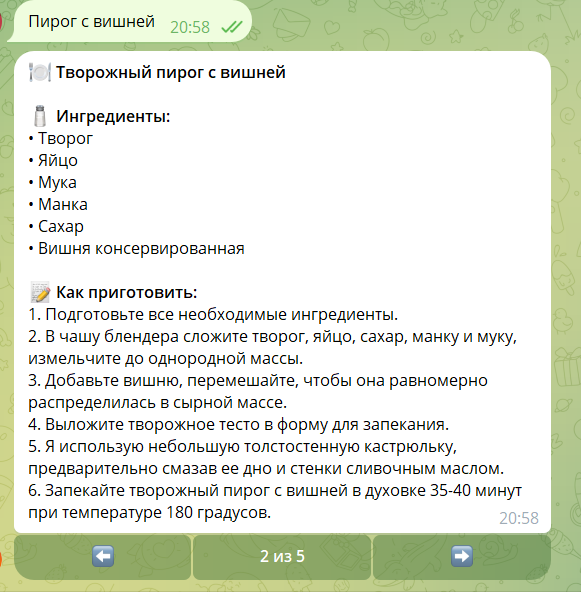 Пирог с вишней 20:58
Творожный пирог с вишней
Ингредиенты:
• Творог
• Яйцо
• Мука
• Манка
• Сахар
• Вишня консервированная
Как приготовить:
1. Подготовьте все необходимые ингредиенты.
2. В чашу блендера сложите творог, яйцо, сахар, манку и муку,
измельчите до однородной массы.
3. Добавьте вишню, перемешайте, чтобы она равномерно
распределилась в сырной массе.
4. Выложите творожное тесто в форму для запекания.
5. Я использую небольшую толстостенную кастрюльку,
предварительно смазав ее дно и стенки сливочным маслом.
6. Запекайте творожный пирог с вишней в духовке 35-40 минут
при температуре 180 градусов.
20:58
2 из 5